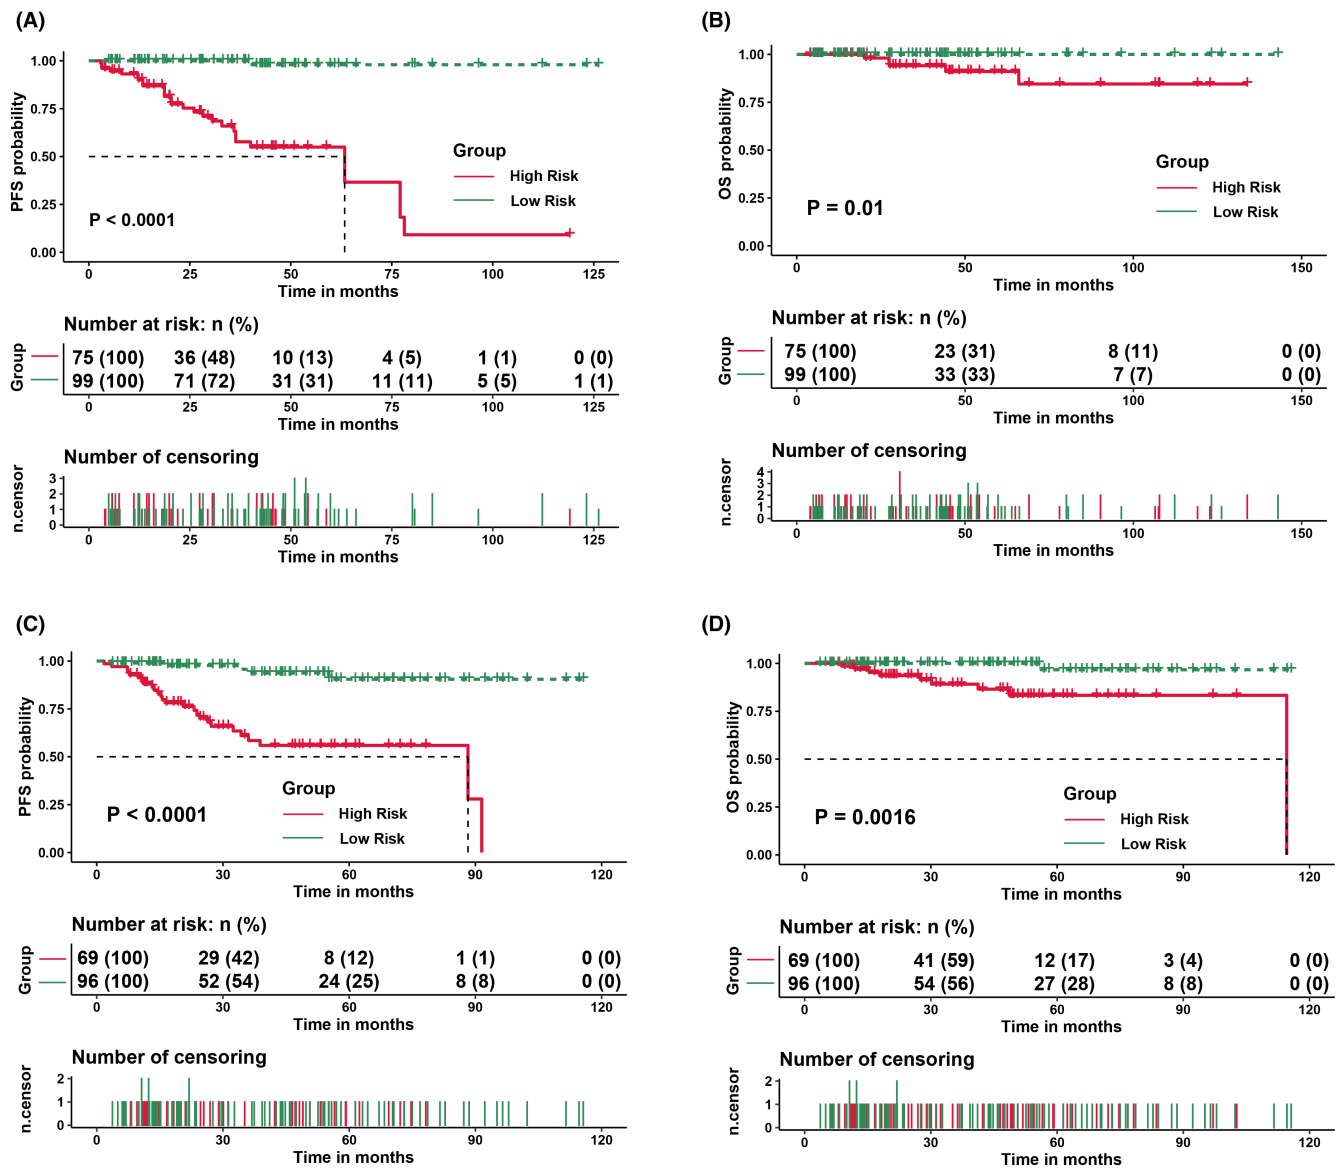 (A)
1.00
0.75
0.50
0.25
0.00
PFS probability
P < 0.0001
Group
High Risk
Low Risk
0 25 50 75 100 125
Time in months
Number at risk: n (%)
Group
75 (100) 36 (48) 10 (13) 4 (5) 1 (1) 0 (0)
99 (100) 71 (72) 31 (31) 11 (11) 5 (5) 1 (1)
0 25 50 75 100 125
Time in months
Number of censoring
n.censor
3
2
1
0
0 25 50 75 100 125
Time in months
(B)
1.00
0.75
0.50
0.25
0.00
OS probability
P = 0.01
Group
High Risk
Low Risk
0 50 100 150
Time in months
Number at risk: n (%)
Group
75 (100) 23 (31) 8 (11) 0 (0)
99 (100) 33 (33) 7 (7) 0 (0)
0 50 100 150
Time in months
Number of censoring
n.censor
4
3
2
1
0
0 50 100 150
Time in months
(C)
1.00
0.75
0.50
0.25
0.00
PFS probability
P < 0.0001
Group
High Risk
Low Risk
0 30 60 90 120
Time in months
Number at risk: n (%)
Group
69 (100) 29 (42) 8 (12) 1 (1) 0 (0)
96 (100) 52 (54) 24 (25) 8 (8) 0 (0)
0 30 60 90 120
Time in months
Number of censoring
n.censor
2
1
0
0 30 60 90 120
Time in months
(D)
1.00
0.75
0.50
0.25
0.00
OS probability
P = 0.0016
Group
High Risk
Low Risk
0 30 60 90 120
Time in months
Number at risk: n (%)
Group
69 (100) 41 (59) 12 (17) 3 (4) 0 (0)
96 (100) 54 (56) 27 (28) 8 (8) 0 (0)
0 30 60 90 120
Time in months
Number of censoring
n.censor
2
1
0
0 30 60 90 120
Time in months